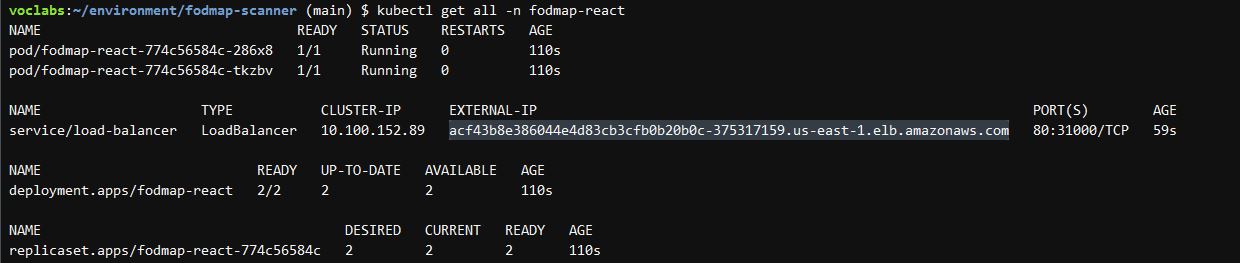 voclabs:~/environment/fodmap-scanner (main) $ kubectl get all -n fodmap-react
NAME READY STATUS RESTARTS AGE
pod/fodmap-react-774c56584c-286x8 1/1 Running 0 110s
pod/fodmap-react-774c56584c-tkzbv 1/1 Running 0 110s
NAME TYPE CLUSTER-IP EXTERNAL-IP PORT(S) AGE
service/load-balancer LoadBalancer 10.100.152.89 acf43b8e386044e4d83cb3cfb0b20b0c-375317159.us-east-1.elb.amazonaws.com 80:31000/TCP 59s
NAME READY UP-TO-DATE AVAILABLE AGE
deployment.apps/fodmap-react 2/2 2 2 110s
NAME DESIRED CURRENT READY AGE
replicaset.apps/fodmap-react-774c56584c 2 2 2 110s